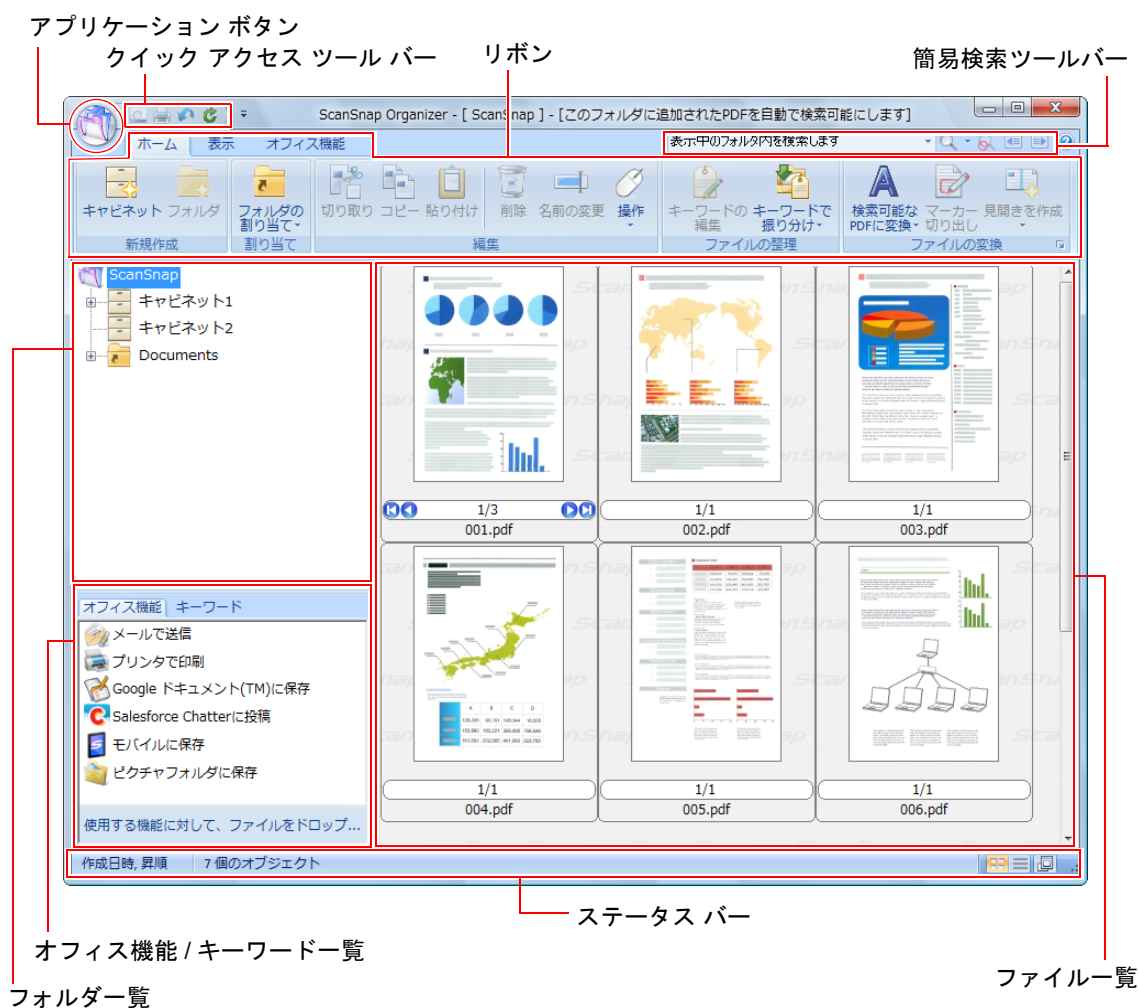 アプリケーション ボタン
クイック アクセス ツール バー
リボン
簡易検索ツールバー
ScanSnap Organizer - [ ScanSnap ] - [このフォルダに追加されたPDFを自動で検索可能にします]
ホーム 表示 オフィス機能
表示中のフォルダ内を検索します
キャビネット フォルダ
新規作成
フォルダの
割り当て
割り当て
切り取り コピー 貼り付け 削除 名前の変更 操作
編集
キーワードの
編集
キーワードで
振り分け
ファイルの整理
検索可能な
PDFに変換
マーカー
切り出し
見開きを作成
ファイルの変換
ScanSnap
キャビネット1
キャビネット2
Documents
1/3
001.pdf
1/1
002.pdf
1/1
003.pdf
A B C D
1/1
004.pdf
1/1
005.pdf
1/1
006.pdf
オフィス機能 キーワード
メールで送信
プリンタで印刷
Google ドキュメント(TM)に保存
Salesforce Chatterに投稿
モバイルに保存
ピクチャフォルダに保存
使用する機能に対して、ファイルをドロップ...
作成日時, 昇順 7 個のオブジェクト
ステータス バー
オフィス機能 / キーワード一覧
ファイル一覧
フォルダ一覧